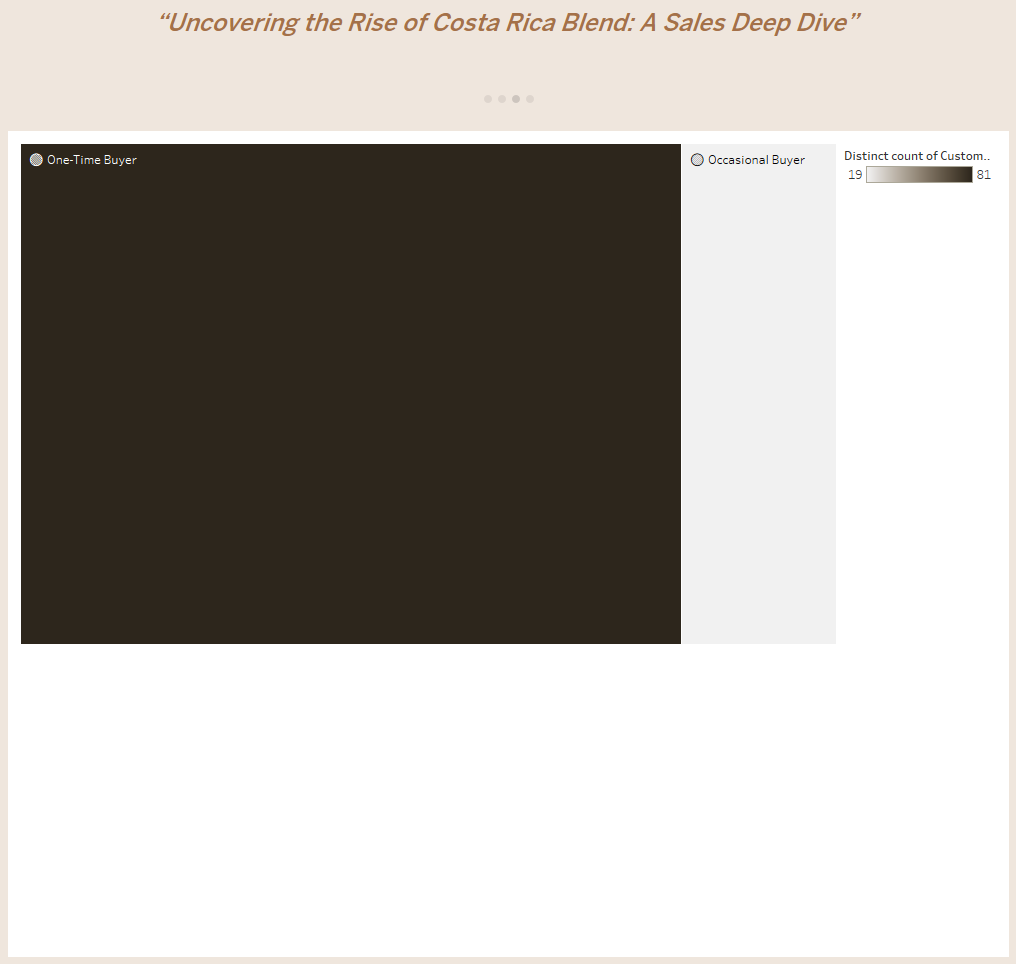 “Uncovering the Rise of Costa Rica Blend: A Sales Deep Dive”
One-Time Buyer
Occasional Buyer
Distinct count of Custom..
19 81